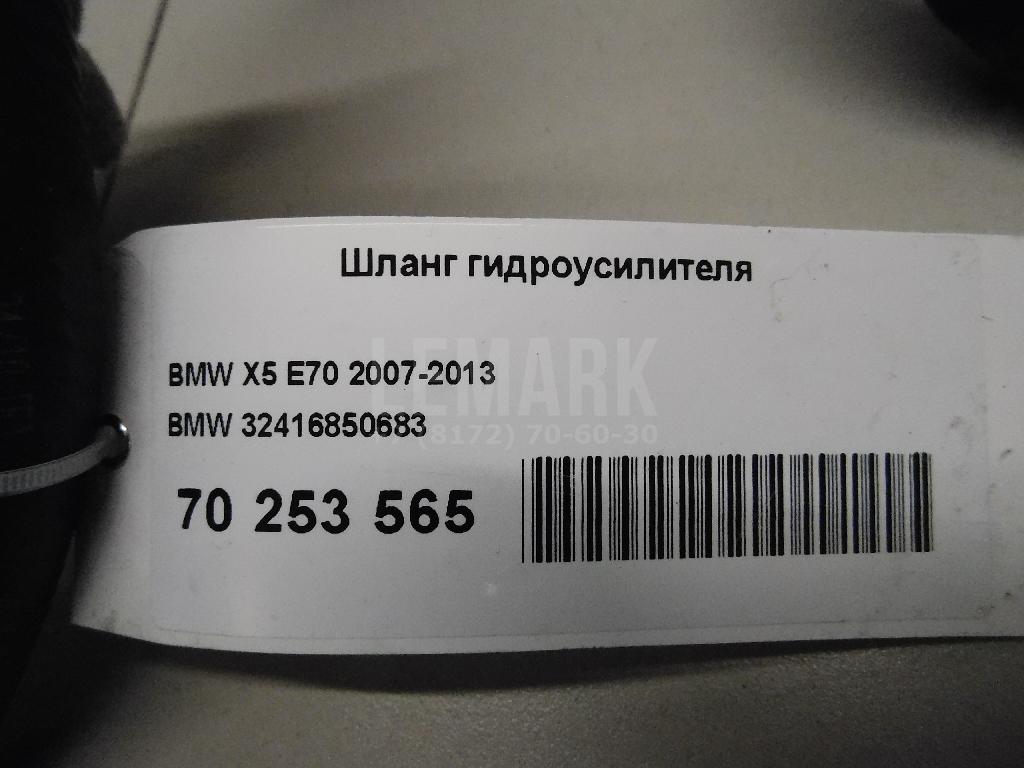 Шланг гидроусилителя
LEMARK
BMW X5 E70 2007-2013
BMW 32416850683
(8172) 70-60-30
70 253 565